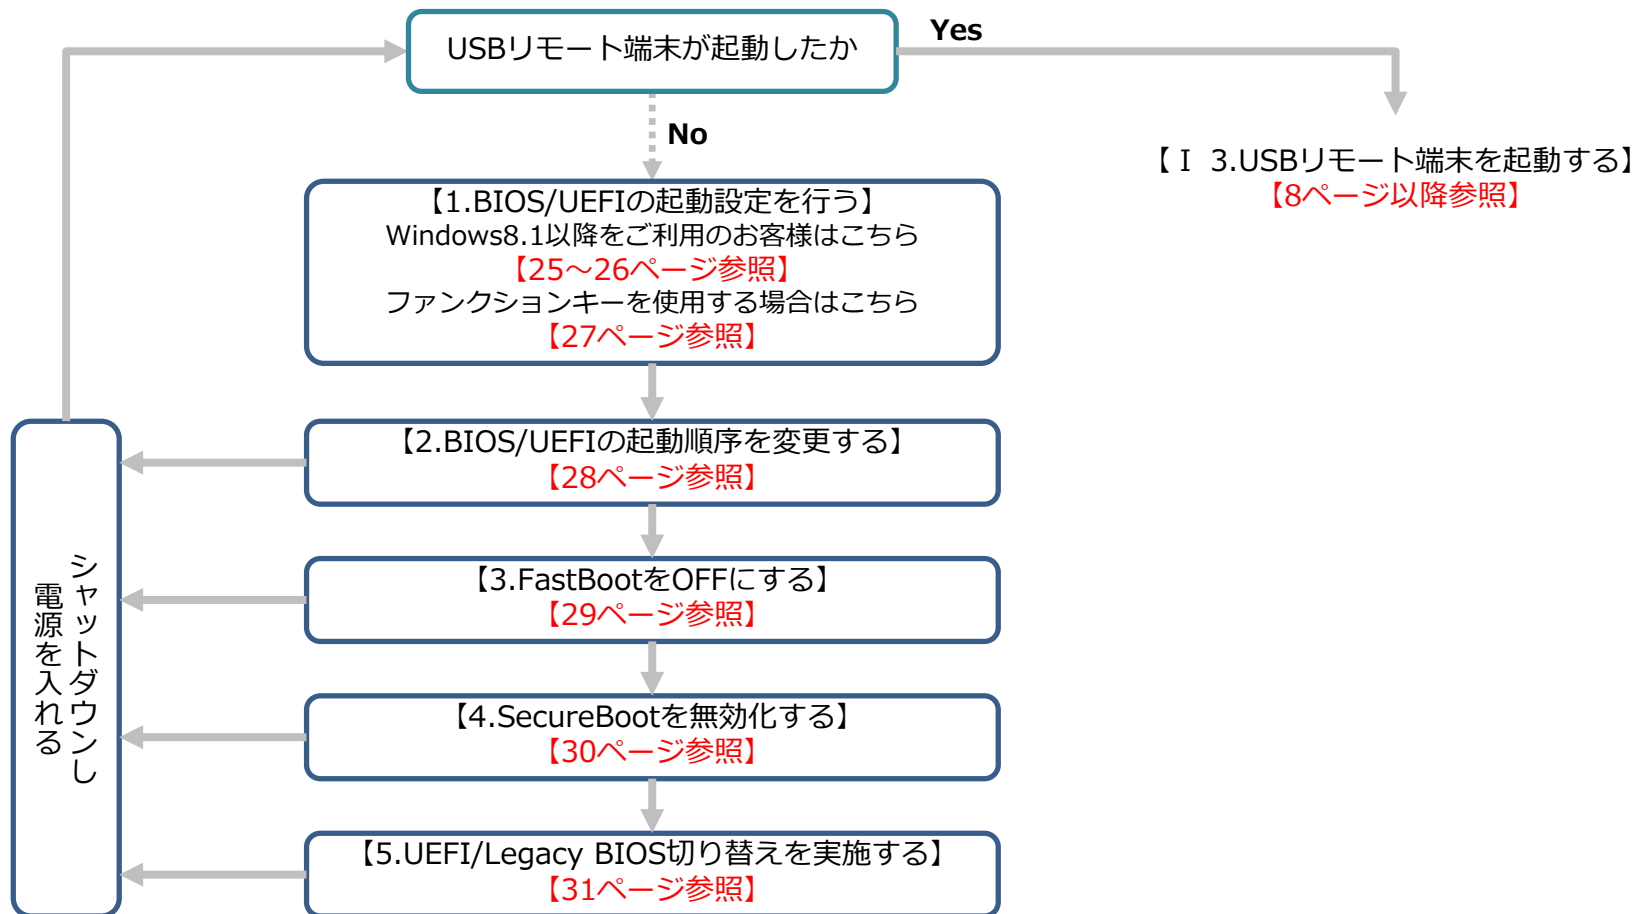 USBリモート端末が起動したか
Yes
No
【Ⅰ 3.USBリモート端末を起動する】
【8ページ以降参照】
【1.BIOS/UEFIの起動設定を行う】
Windows8.1以降をご利用のお客様はこちら
【25～26ページ参照】
ファンクションキーを使用する場合はこちら
【27ページ参照】
【2.BIOS/UEFIの起動順序を変更する】
【28ページ参照】
【3.FastBootをOFFにする】
【29ページ参照】
【4.SecureBootを無効化する】
【30ページ参照】
【5.UEFI/Legacy BIOS切り替えを実施する】
【31ページ参照】
シャットダウンし
電源を入れる